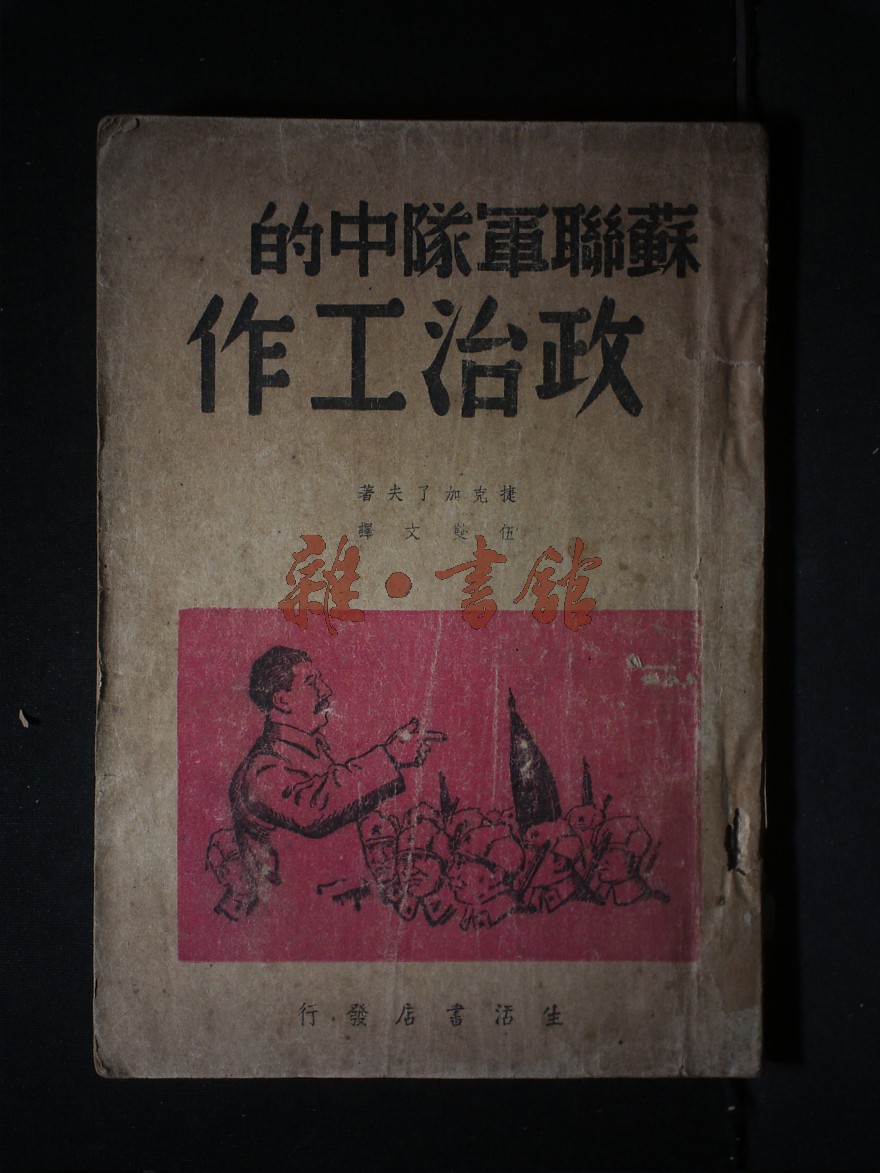 蘇聯軍隊中的
政治工作
捷克加了夫著
伍文譯
雜・書館
生活書店發行